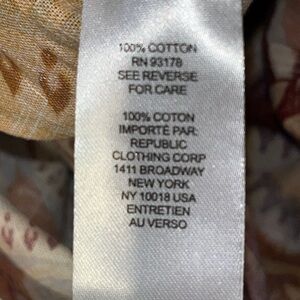 100% COTTON
RN 93178
SEE REVERSE
FOR CARE
100% COTON
IMPORTÉ PAR:
REPUBLIC
CLOTHING CORP
1411 BROADWAY
NEW YORK
NY 10018 USA
ENTRETIEN
AU VERSO